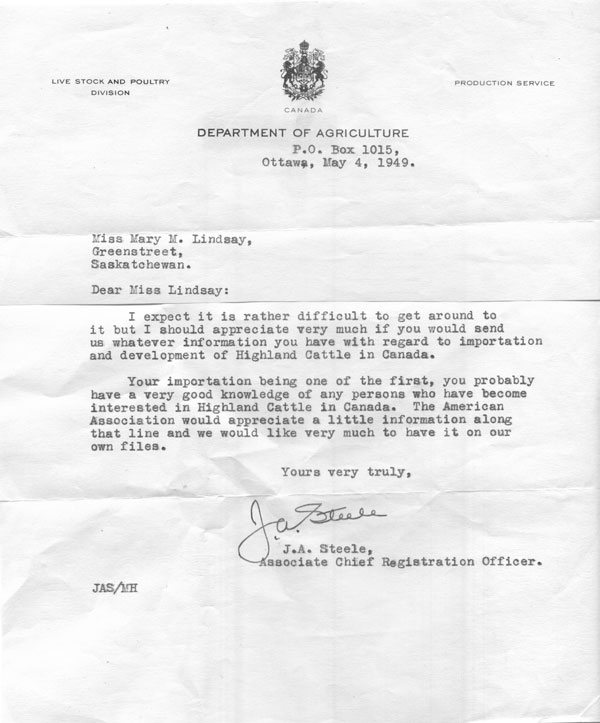 LIVE STOCK AND POULTRY
DIVISION
CANADA
PRODUCTION SERVICE
DEPARTMENT OF AGRICULTURE
P.O. Box 1015,
Ottawa, May 4, 1949.
Miss Mary M. Lindsay,
Greenstreet,
Saskatchewan.
Dear Miss Lindsay:
I expect it is rather difficult to get around to
it but I should appreciate very much if you would send
us whatever information you have with regard to importation
and development of Highland Cattle in Canada.
Your importation being one of the first, you probably
have a very good knowledge of any persons who have become
interested in Highland Cattle in Canada. The American
Association would appreciate a little information along
that line and we would like very much to have it on our
own files.
Yours very truly,
J.A. Steele
J.A. Steele,
Associate Chief Registration Officer.
JAS/MH